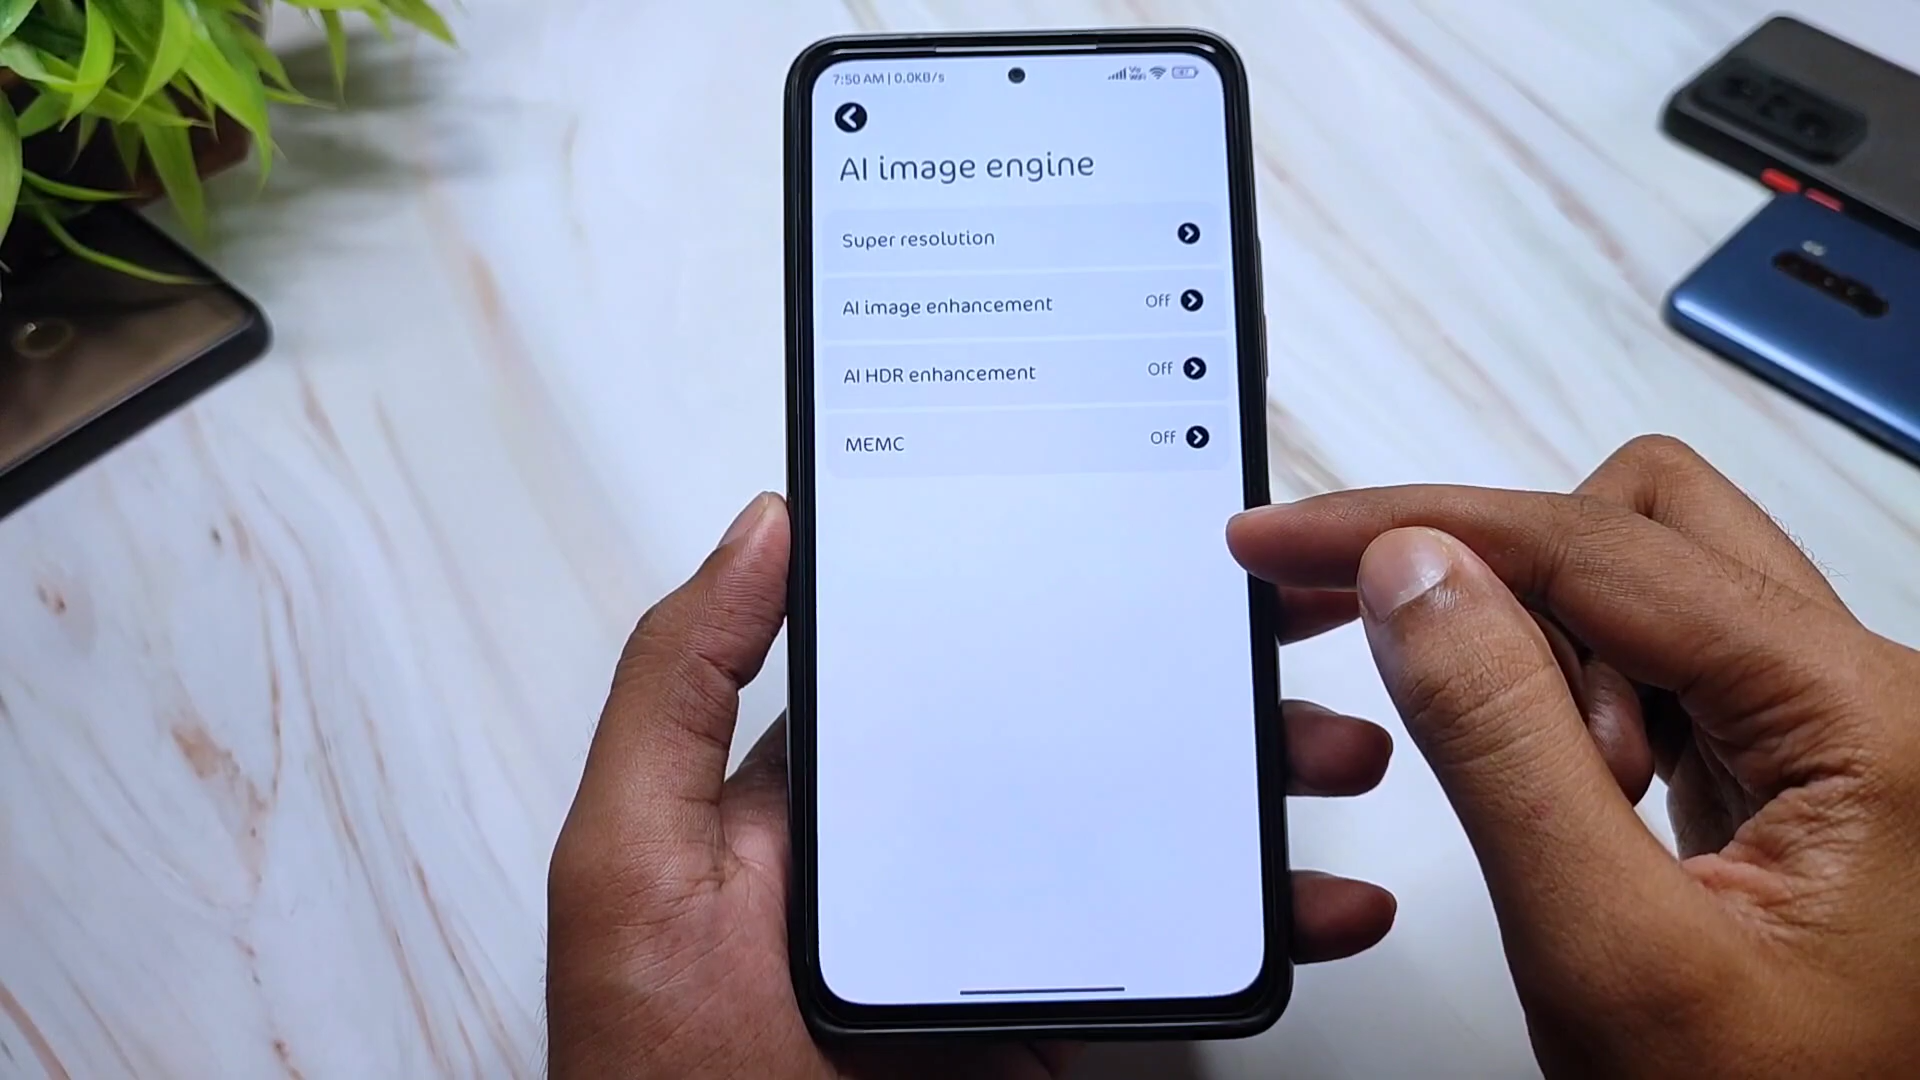 7:50 AM | 0.0KB/s
AI image engine
Super resolution
AI image enhancement Off
AI HDR enhancement Off
MEMC Off